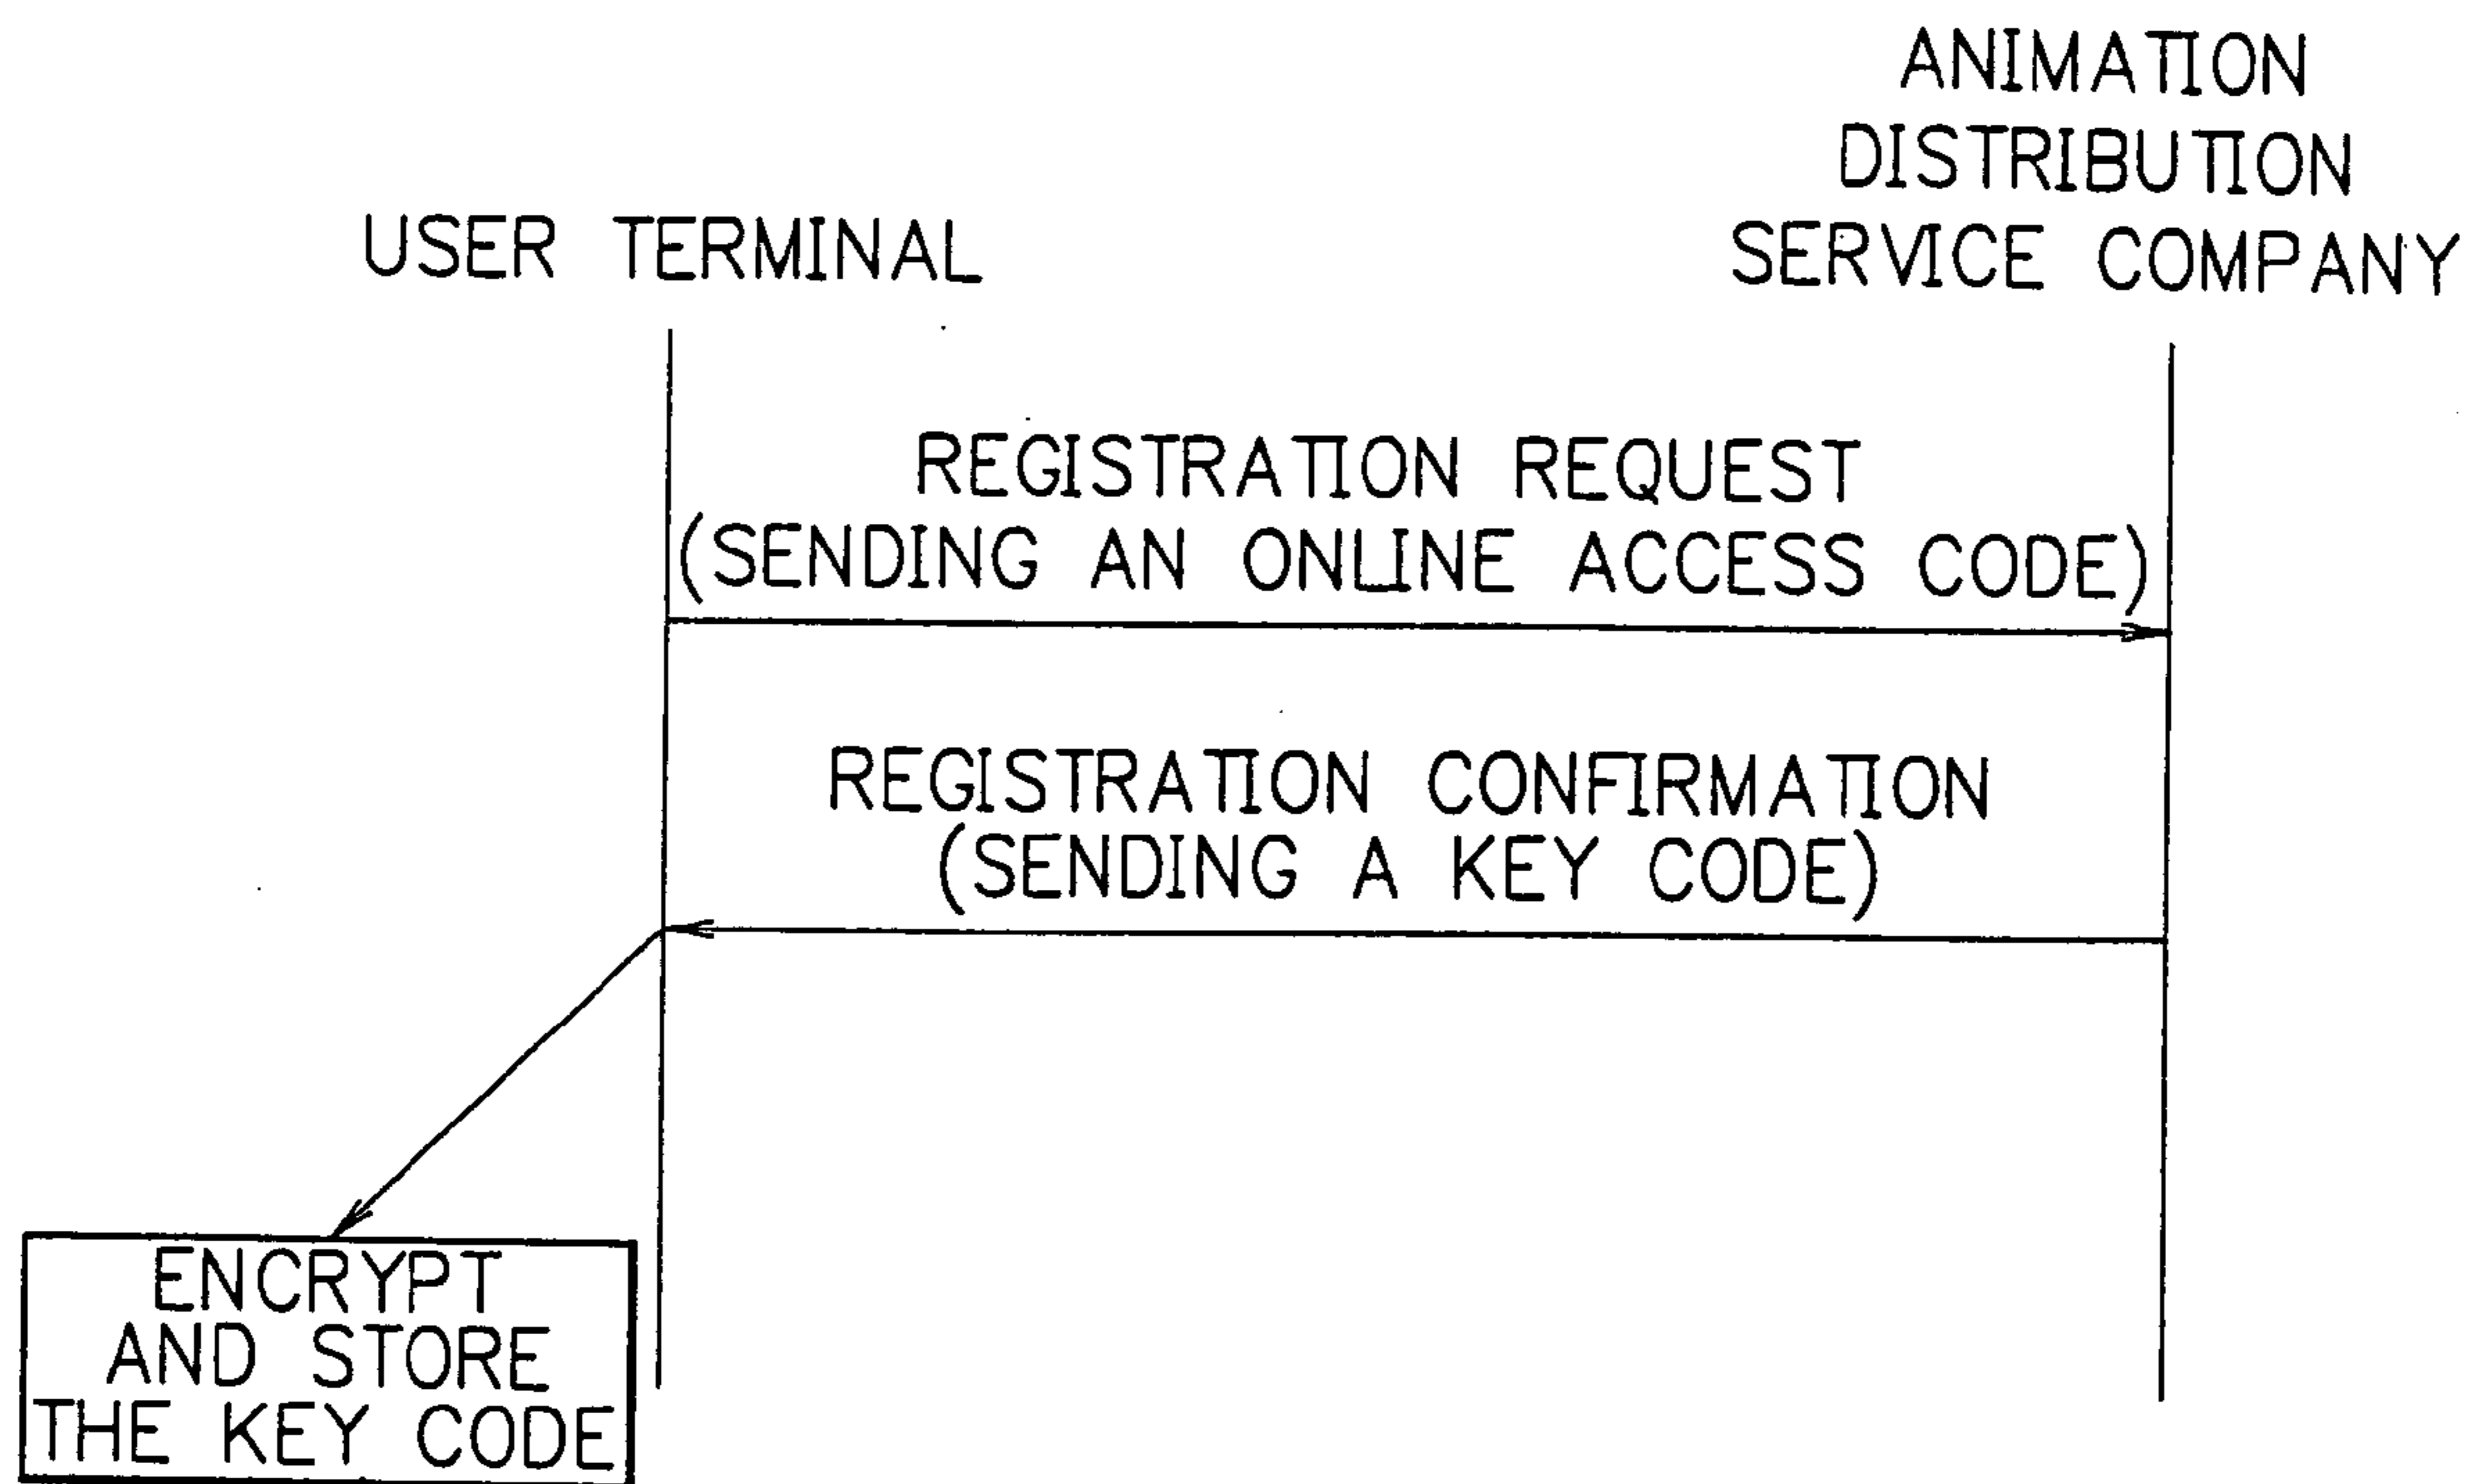 ANIMATION
DISTRIBUTION
SERVICE COMPANY
USER TERMINAL
REGISTRATION REQUEST
(SENDING AN ONLINE ACCESS CODE)
REGISTRATION CONFIRMATION
(SENDING A KEY CODE)
ENCRYPT
AND STORE
THE KEY CODE